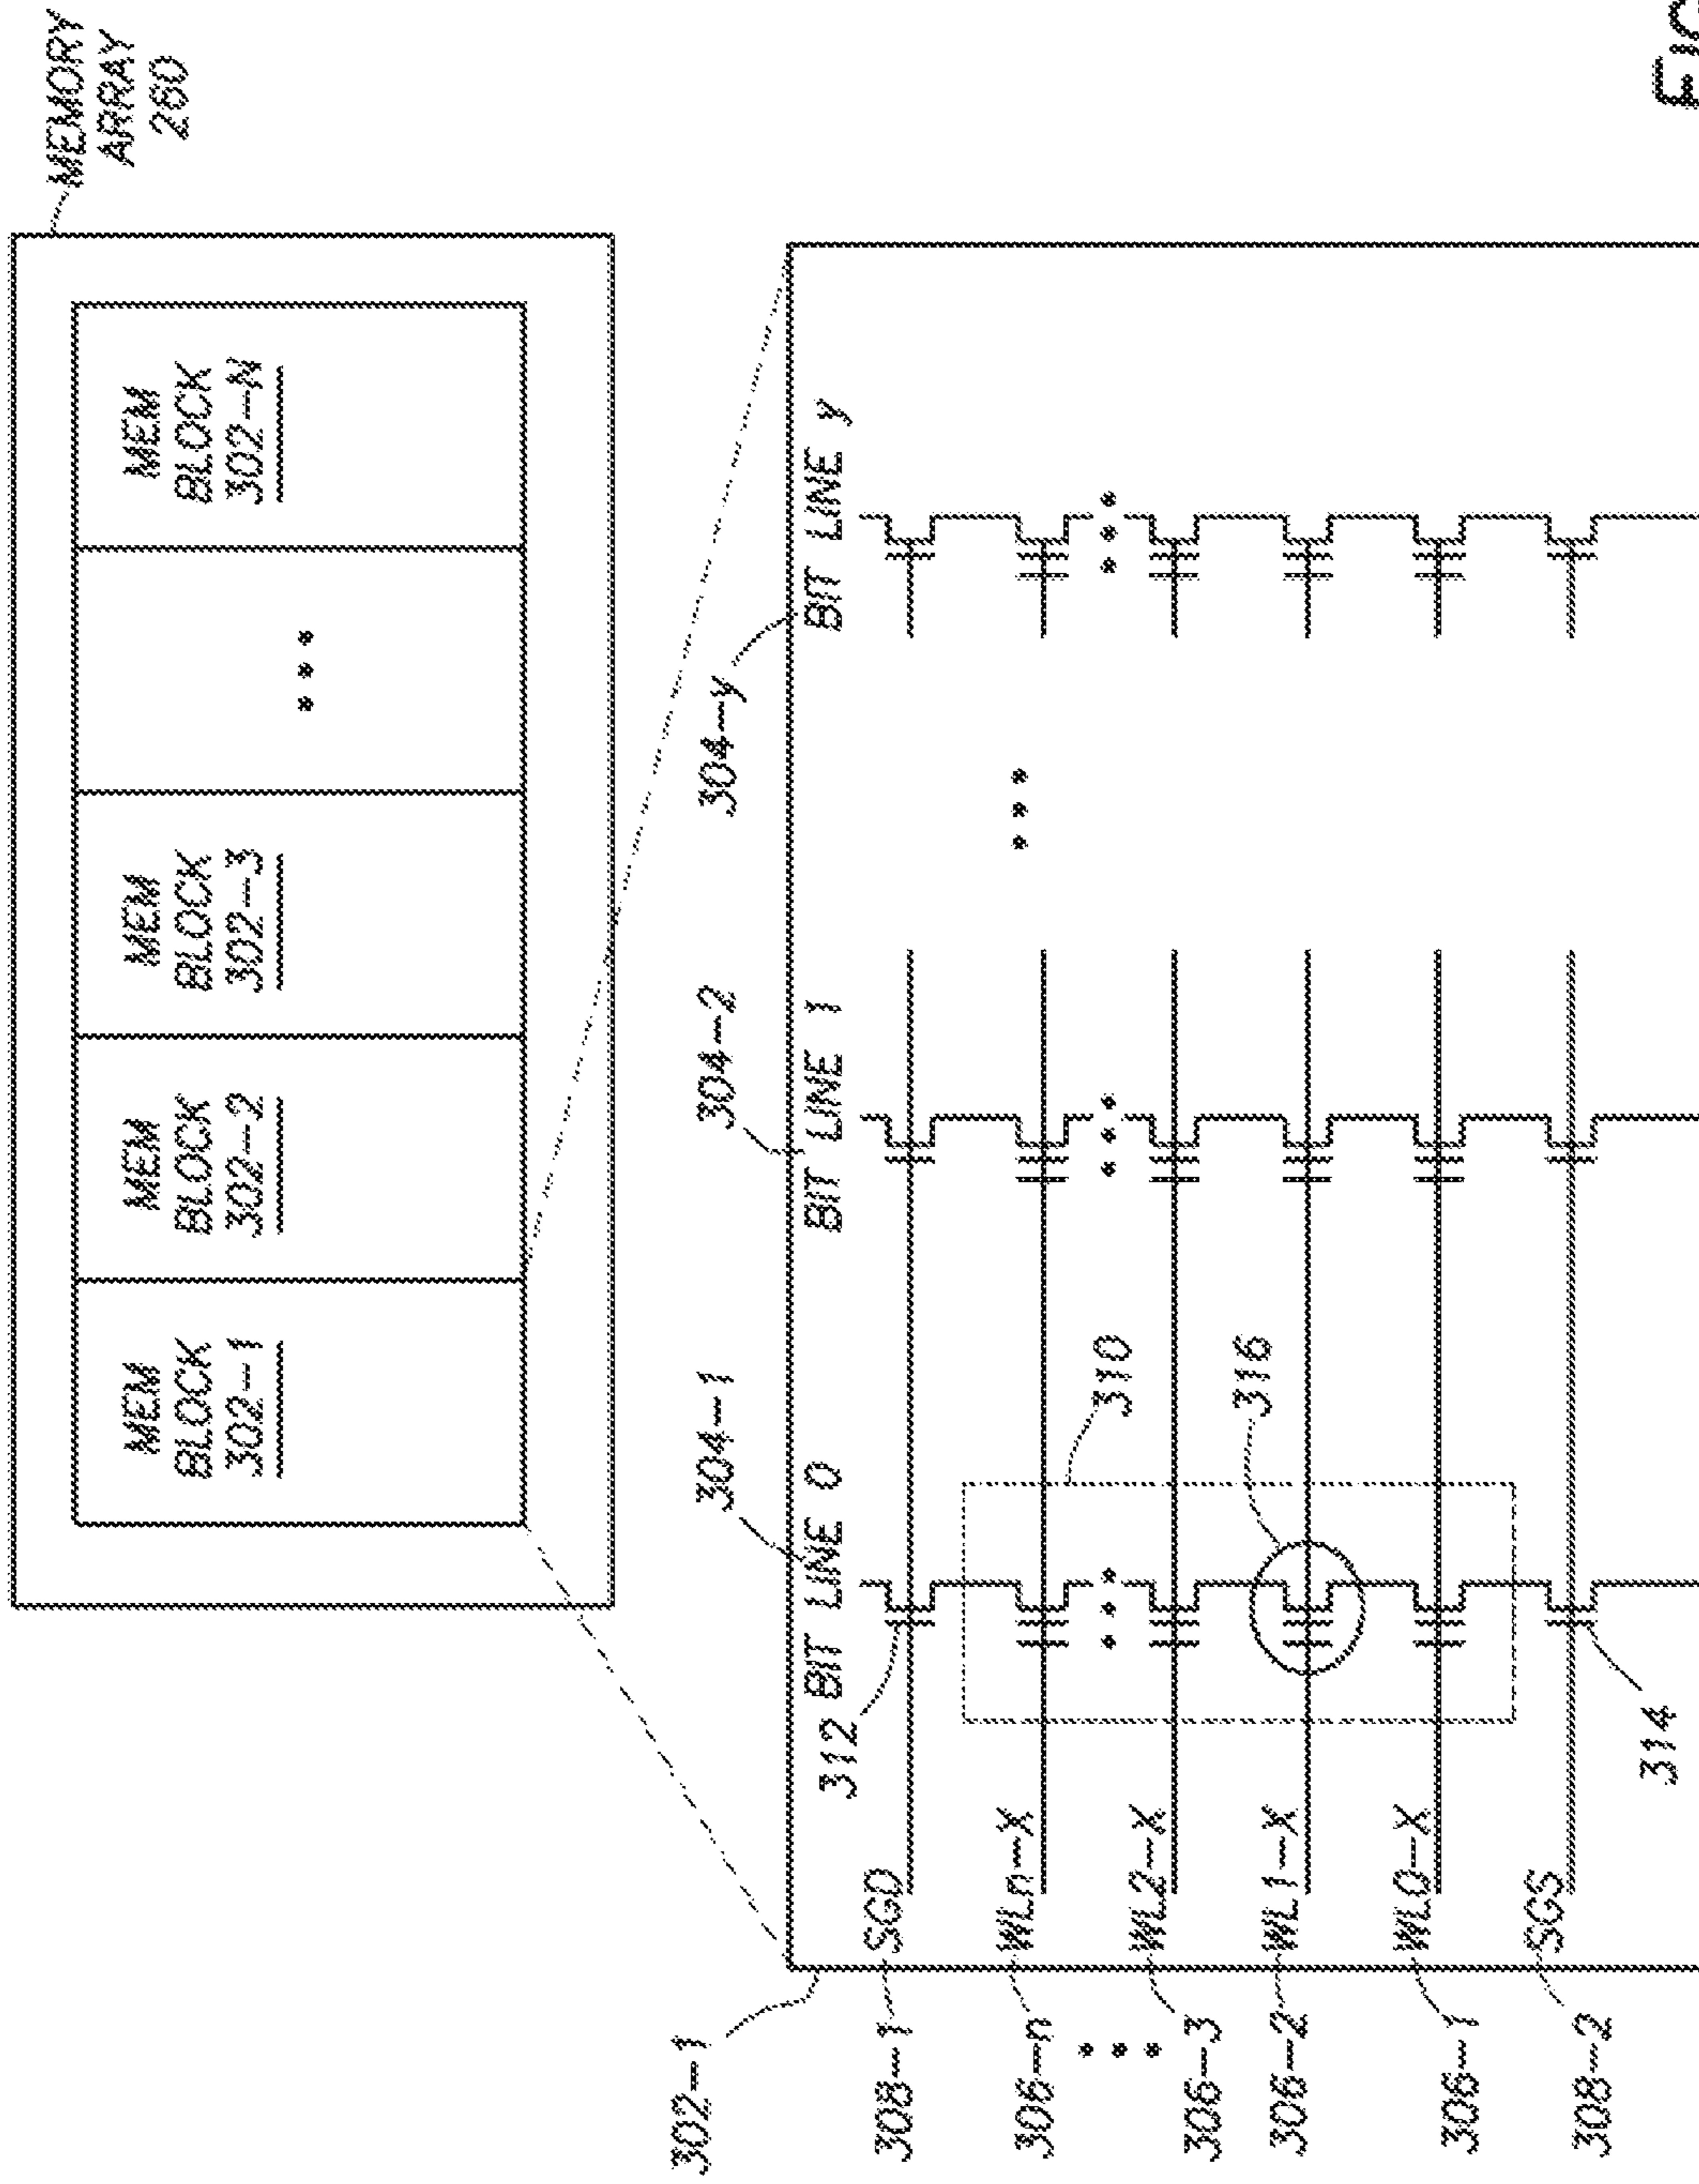 MEMORY
ARRAY
260
MEM
BLOCK
302-1
MEM
BLOCK
302-2
MEM
BLOCK
302-3
MEM
BLOCK
302-N
302-1
304-1
304-2
304-y
312
BIT LINE 0
BIT LINE 1
BIT LINE y
308-1
SGD
306-n
WLn-X
310
306-3
WL2-X
306-2
WL1-X
316
306-1
WL0-X
308-2
SGS
314